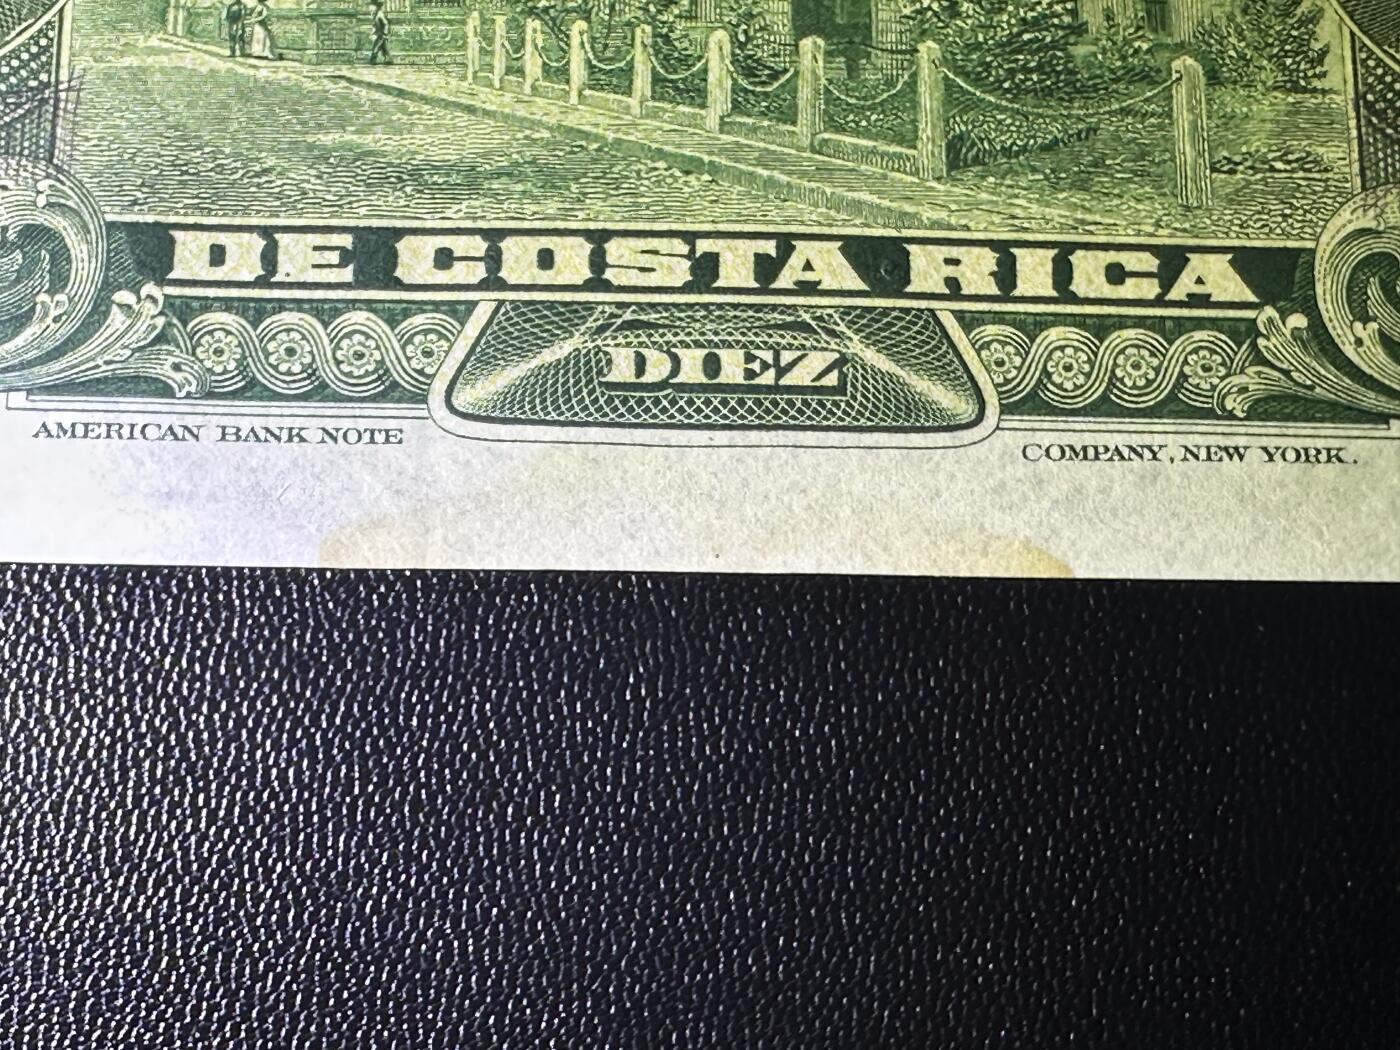 DE COSTA RICA
DIEZ
AMERICAN BANK NOTE COMPANY, NEW YORK.